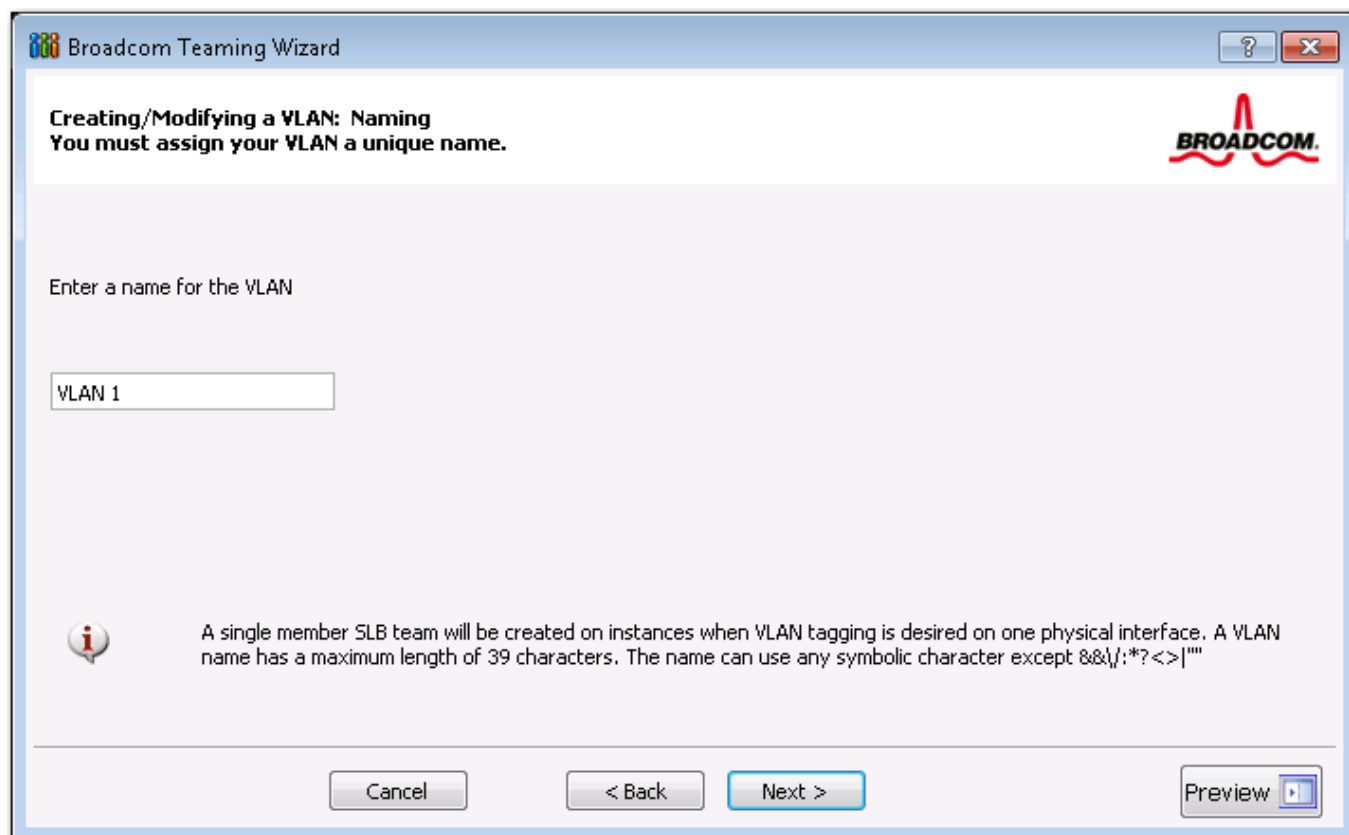 Broadcom Teaming Wizard
?
Creating/Modifying a VLAN: Naming
You must assign your VLAN a unique name.
BROADCOM.
Enter a name for the VLAN
VLAN 1
A single member SLB team will be created on instances when VLAN tagging is desired on one physical interface. A VLAN
name has a maximum length of 39 characters. The name can use any symbolic character except &&\/:*?<>|""
Cancel
< Back
Next >
Preview